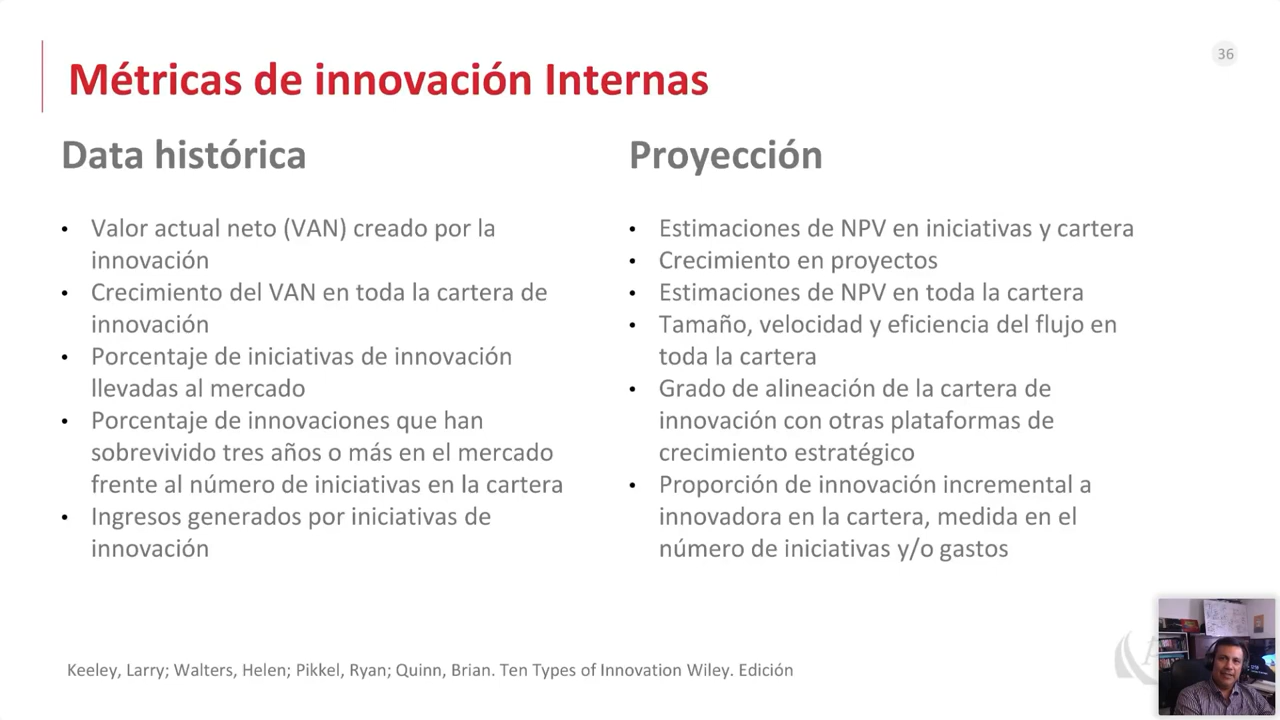 36
Métricas de innovación Internas
Data histórica
• Valor actual neto (VAN) creado por la
innovación
• Crecimiento del VAN en toda la cartera de
innovación
• Porcentaje de iniciativas de innovación
llevadas al mercado
• Porcentaje de innovaciones que han
sobrevivido tres años o más en el mercado
frente al número de iniciativas en la cartera
• Ingresos generados por iniciativas de
innovación
Proyección
• Estimaciones de NPV en iniciativas y cartera
• Crecimiento en proyectos
• Estimaciones de NPV en toda la cartera
• Tamaño, velocidad y eficiencia del flujo en
toda la cartera
• Grado de alineación de la cartera de
innovación con otras plataformas de
crecimiento estratégico
• Proporción de innovación incremental a
innovadora en la cartera, medida en el
número de iniciativas y/o gastos
Keeley, Larry; Walters, Helen; Pikkel, Ryan; Quinn, Brian. Ten Types of Innovation Wiley. Edición